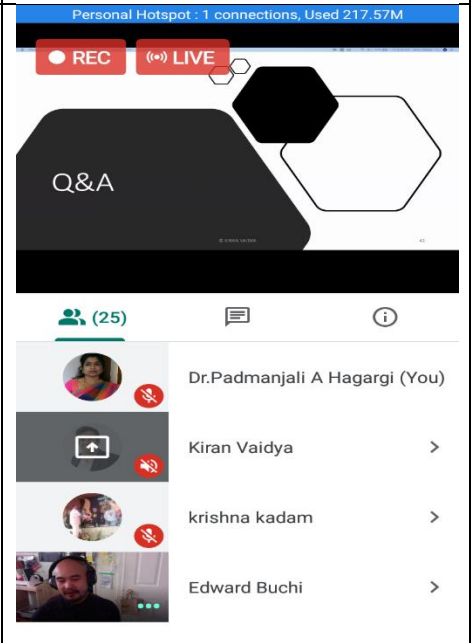 Personal Hotspot : 1 connections, Used 217.57M
REC
LIVE
Q&A
(25)
Dr.Padmanjali A Hagargi (You)
Kiran Vaidya
krishna kadam
Edward Buchi